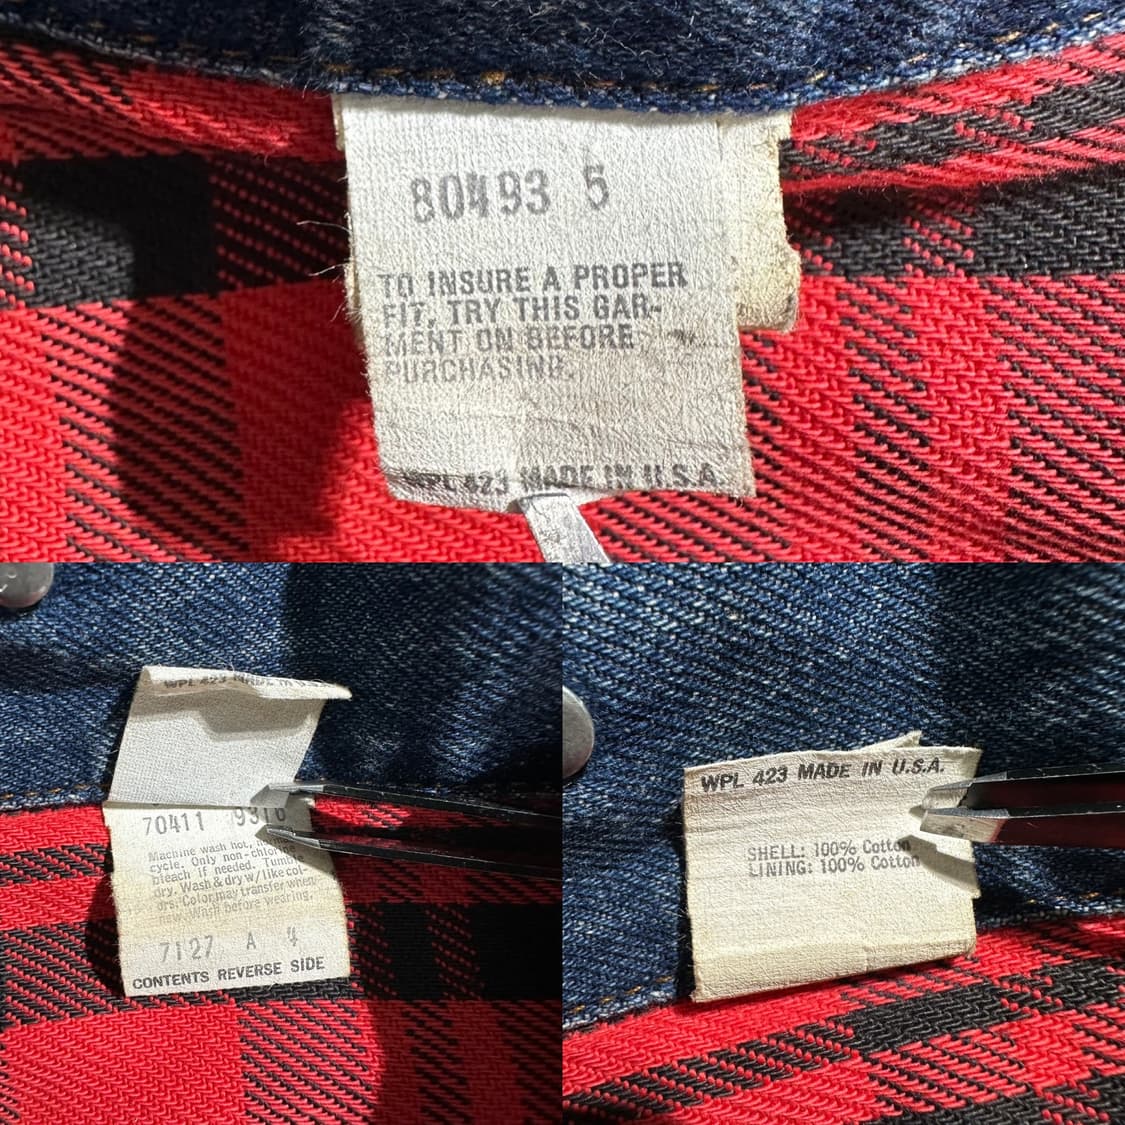 80493 5
TO INSURE A PROPER
FIT, TRY THIS GAR-
MENT ON BEFORE
PURCHASING.
WPL 423 MADE IN U.S.A.
WPL 423 MADE IN U.S.
70411 9316
Machine wash hot,
cycle. Only non-chlorine
bleach if needed. Tumble
dry. Wash & dry w/like col-
ors. Color may transfer when
new. Wash before wearing.
7127 A 4
CONTENTS REVERSE SIDE
WPL 423 MADE IN U.S.A.
SHELL: 100% Cotton
LINING: 100% Cotton